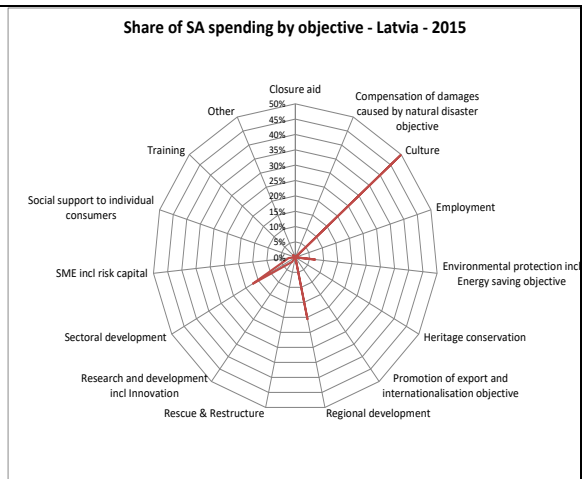 Share of SA spending by objective - Latvia - 2015
Closure aid
Compensation of damages
caused by natural disaster
objective
Culture
Employment
Environmental protection incl
Energy saving objective
Heritage conservation
Promotion of export and
internationalisation objective
Regional development
Rescue & Restructure
Research and development
incl Innovation
Sectoral development
SME incl risk capital
Social support to individual
consumers
Training
Other
50%
45%
40%
35%
30%
25%
20%
15%
10%
5%
0%